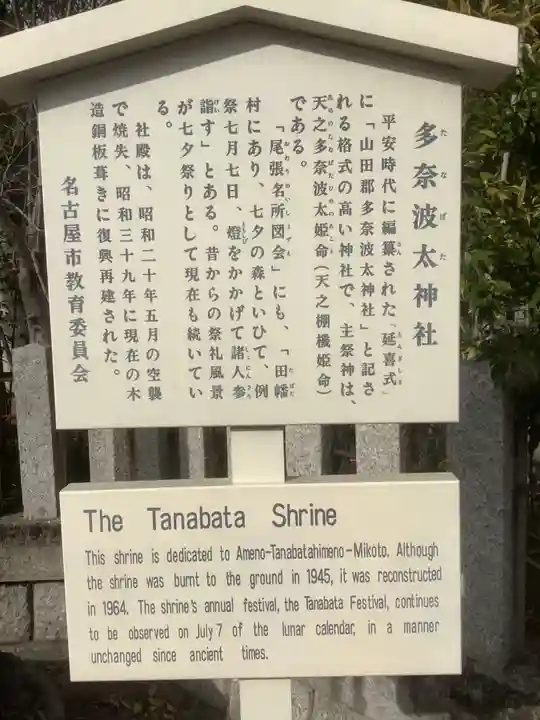 多奈波太神社
平安時代に編纂された「延喜式」
に「山田郡多奈波太神社」と記さ
れる格式の高い神社で、主祭神は、
天之多奈波太姫命(天之棚機姫命)
である。
「尾張名所図会」にも、「田幡
村にあり、七夕の森といひて、例
祭七月七日、燈をかかげて諸人参
詣す」とある。昔からの祭礼風景
が七夕祭りとして現在も続いてい
る。
社殿は、昭和二十年五月の空襲
で焼失、昭和三十九年に現在の木
造銅板葺きに復興再建された。
名古屋市教育委員会
The Tanabata Shrine
This shrine is dedicated to Ameno-Tanabatahimeno-Mikoto. Although
the shrine was burnt to the ground in 1945, it was reconstructed
in 1964. The shrine's annual festival, the Tanabata Festival, continues
to be observed on July 7 of the lunar calendar, in a manner
unchanged since ancient times.